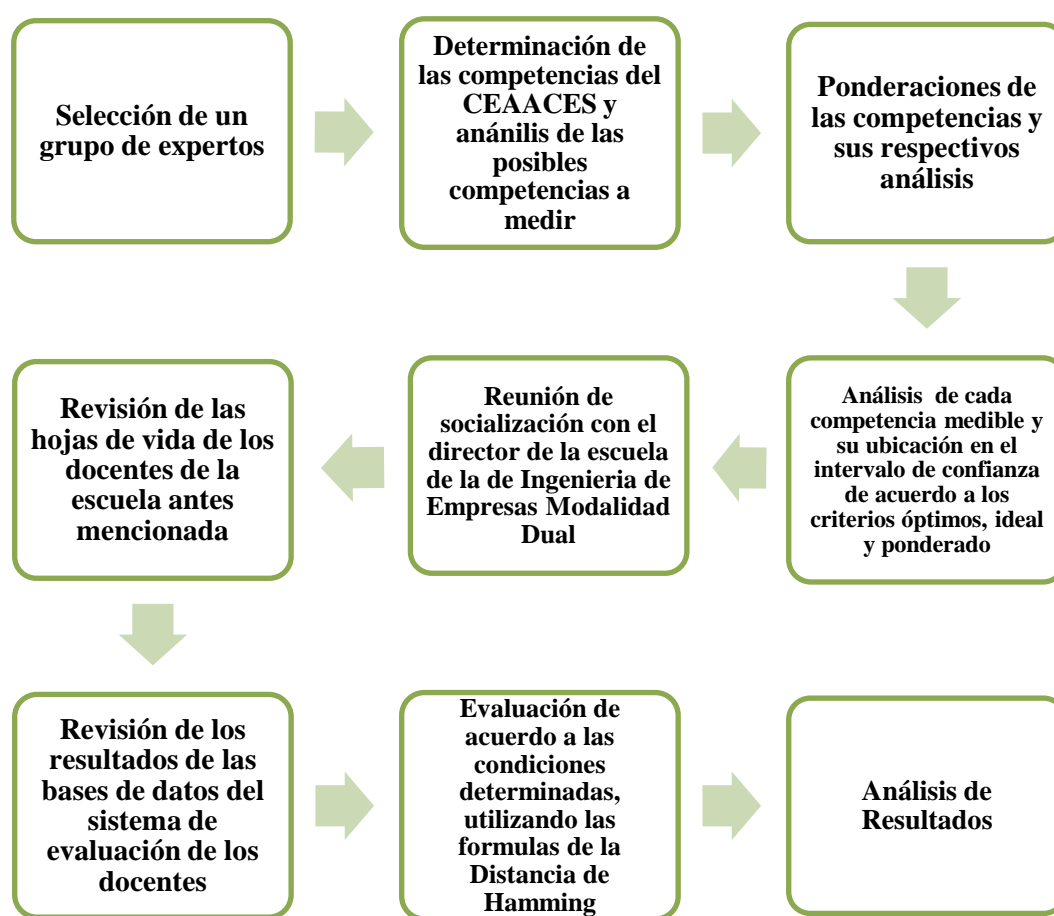 Selección de un
grupo de expertos
Determinación de
las competencias del
CEAACES y
anánilis de las
posibles
competencias a
medir
Ponderaciones de
las competencias y
sus respectivos
análisis
Análisis de cada
competencia medible y
su ubicación en el
intervalo de confianza
de acuerdo a los
criterios óptimos, ideal
y ponderado
Reunión de
socialización con el
director de la escuela
de la de Ingenieria de
Empresas Modalidad
Dual
Revisión de las
hojas de vida de los
docentes de la
escuela antes
mencionada
Revisión de los
resultados de las
bases de datos del
sistema de
evaluación de los
docentes
Evaluación de
acuerdo a las
condiciones
determinadas,
utilizando las
formulas de la
Distancia de
Hamming
Análisis de
Resultados